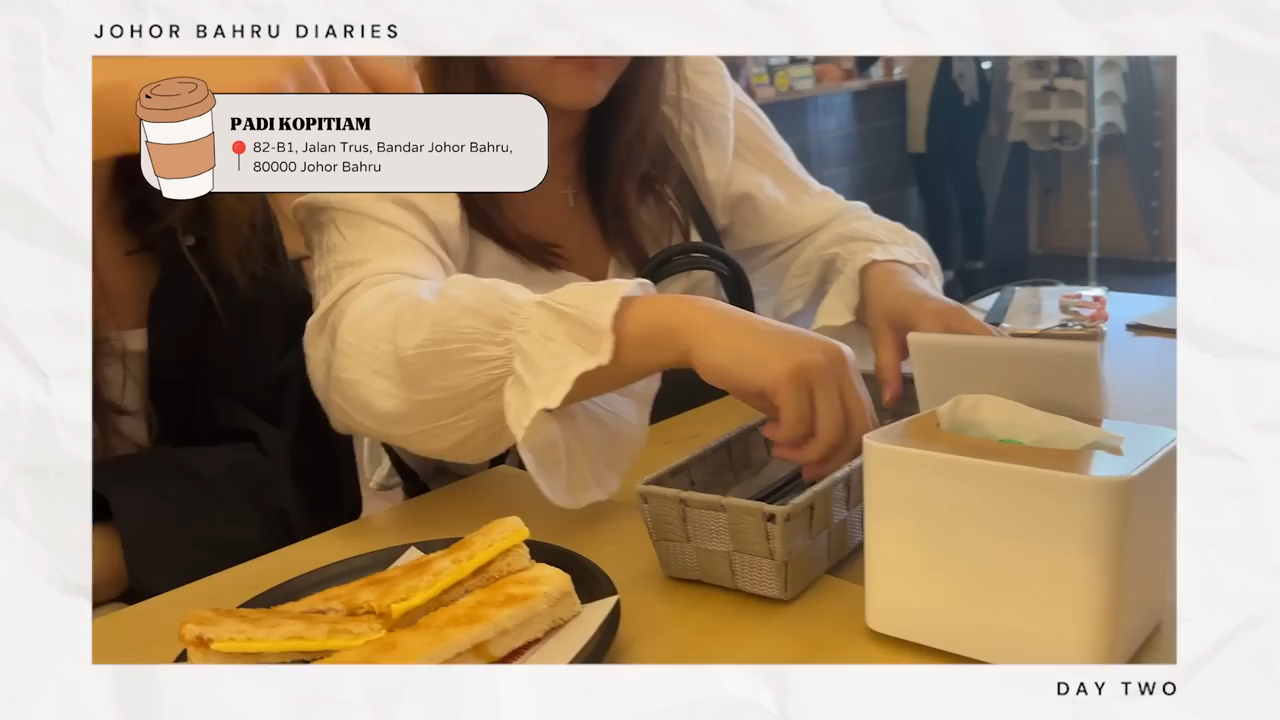 JOHOR BAHRU DIARIES
PADI KOPITIAM
82-B1, Jalan Trus, Bandar Johor Bahru,
80000 Johor Bahru
DAY TWO